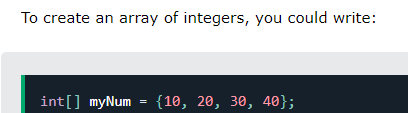 To create an array of integers, you could write:
int[] myNum = {10, 20, 30, 40};